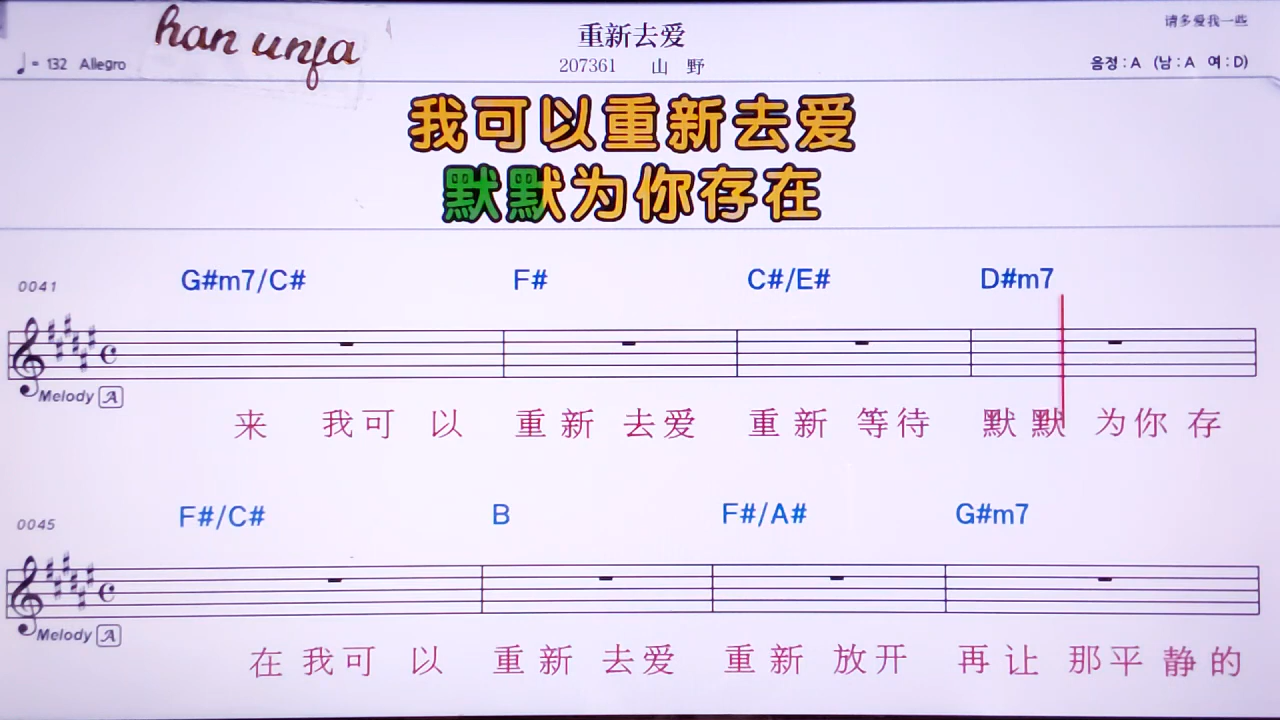 han unfa
重新去爱
请多爱我一些
♩= 132 Allegro
207361 山 野
음정 : A (남 : A 여 : D)
我可以重新去爱
默默为你存在
0041 G#m7/C# F# C#/E# D#m7
Melody A
来 我可 以 重新 去爱 重新 等待 默默 为你 存
0045 F#/C# B F#/A# G#m7
Melody A
在 我可 以 重新 去爱 重新 放开 再让 那平 静的